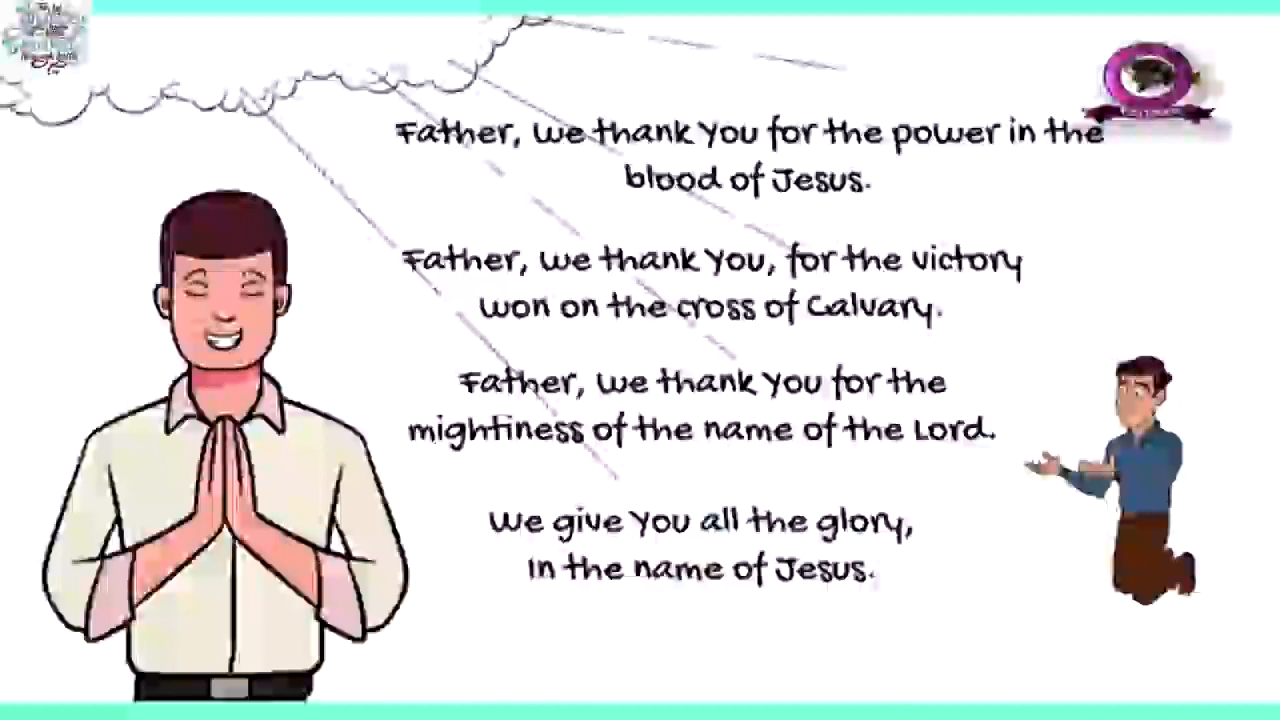 Father, we thank You for the power in the
blood of Jesus.
Father, we thank You, for the victory
won on the cross of Calvary.
Father, we thank You for the
mightiness of the name of the Lord.
We give You all the glory,
In the name of Jesus.